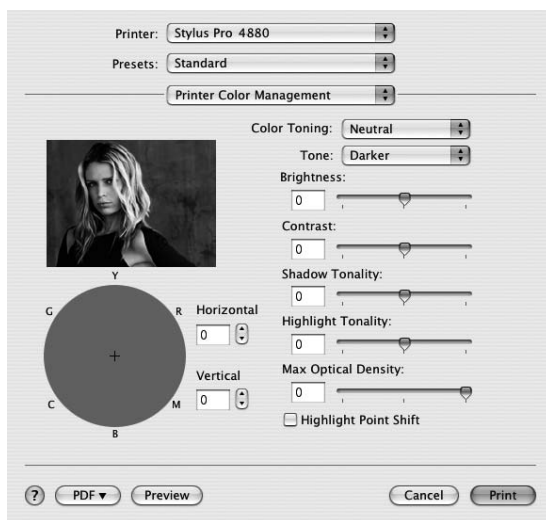 Printer: Stylus Pro 4880
Presets: Standard
Printer Color Management
Color Toning: Neutral
Tone: Darker
Brightness:
0
Contrast:
0
Shadow Tonality:
0
Highlight Tonality:
0
Max Optical Density:
0
Highlight Point Shift
Y
G R
C M
B
Horizontal
0
Vertical
0
? PDF▼ Preview Cancel Print